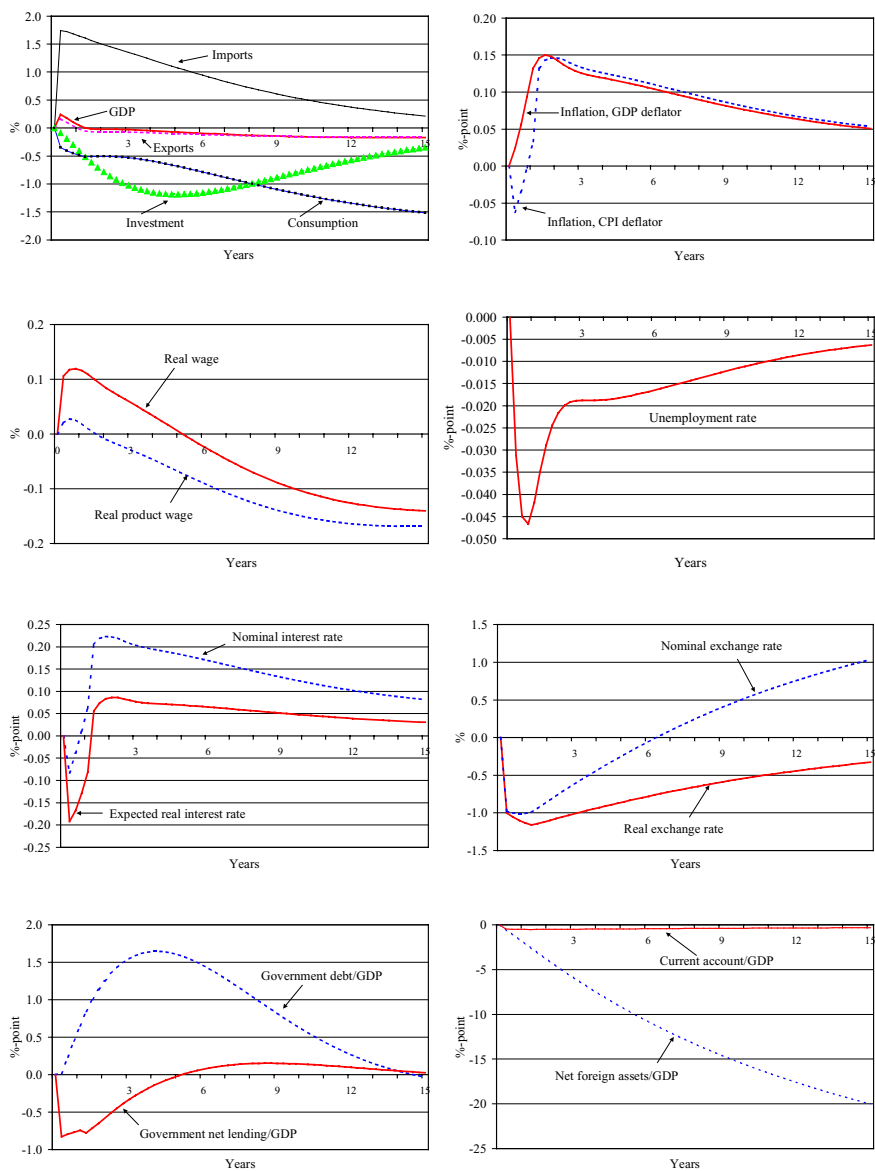 2.0
1.5
1.0
0.5
0.0
-0.5
-1.0
-1.5
-2.0
%
3 6 9 12 15
Imports
GDP
Exports
Investment
Consumption
Years
-0.20
0.15
0.10
0.05
0.00
-0.05
-0.10
%-point
3 6 9 12 15
Inflation, GDP deflator
Inflation, CPI deflator
Years
0.2
0.1
0.0
-0.1
-0.2
%
0 3 6 9 12
Real wage
Real product wage
Years
0.000
-0.005
-0.010
-0.015
-0.020
-0.025
-0.030
-0.035
-0.040
-0.045
-0.050
%-point
3 6 9 12 15
Unemployment rate
Years
0.25
0.20
0.15
0.10
0.05
0.00
-0.05
-0.10
-0.15
-0.20
-0.25
%-point
3 6 9 12 15
Nominal interest rate
Expected real interest rate
Years
1.5
1.0
0.5
0.0
-0.5
-1.0
-1.5
%
3 6 9 12 15
Nominal exchange rate
Real exchange rate
Years
2.0
1.5
1.0
0.5
0.0
-0.5
-1.0
%-point
3 6 9 12 15
Government debt/GDP
Government net lending/GDP
Years
0
-5
-10
-15
-20
-25
%-point
3 6 9 12 15
Current account/GDP
Net foreign assets/GDP
Years